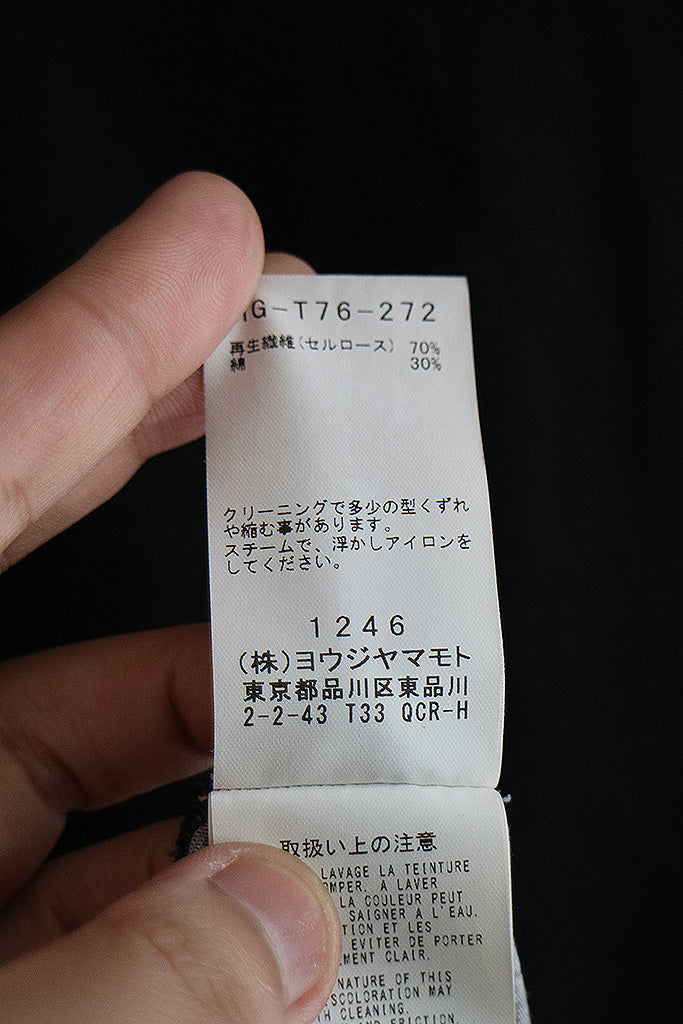 G-T76-272
再生繊維(セルロース) 70%
綿 30%
クリーニングで多少の型くずれ
や縮む事があります。
スチームで、浮かしアイロンを
してください。
1246
(株)ヨウジヤマモト
東京都品川区東品川
2-2-43 T33 QCR-H
取扱い上の注意
LAVAGE LA TEINTURE
A LAVER
LA COULEUR PEUT
SAIGNER A L'EAU.
ET LES
EVITER DE PORTER
CLAIR.
NATURE OF THIS
MAY
CLEANING.
AND FRICTION